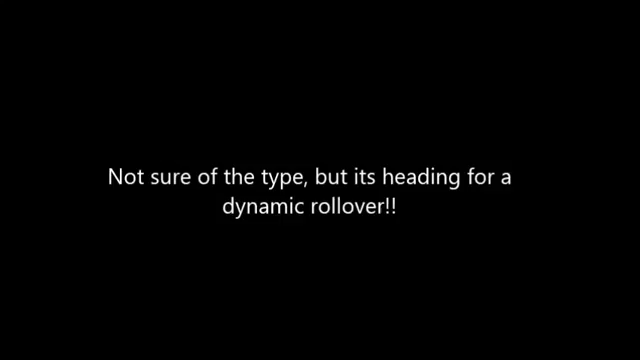 Not sure of the type, but its heading for a
dynamic rollover!!